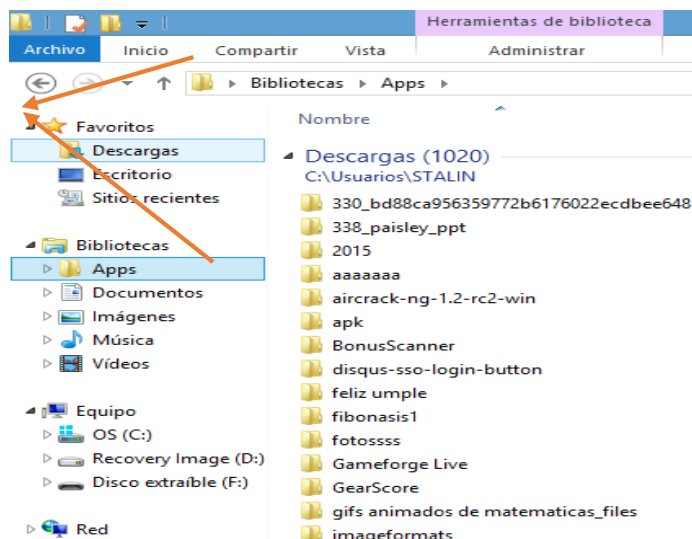 Herramientas de biblioteca
Archivo Inicio Compartir Vista Administrar
Bibliotecas Apps
Favoritos
Descargas
Escritorio
Sitios recientes
Bibliotecas
Apps
Documentos
Imágenes
Música
Vídeos
Equipo
OS (C:)
Recovery Image (D:)
Disco extraíble (F:)
Red
Nombre
Descargas (1020)
C:\Usuarios\STALIN
330_bd88ca956359772b6176022ecdbee648
338_paisley_ppt
2015
aaaaaaa
aircrack-ng-1.2-rc2-win
apk
BonusScanner
disqus-sso-login-button
feliz umple
fibonasis1
fotossss
Gameforge Live
GearScore
gifs animados de matematicas_files
imageformats